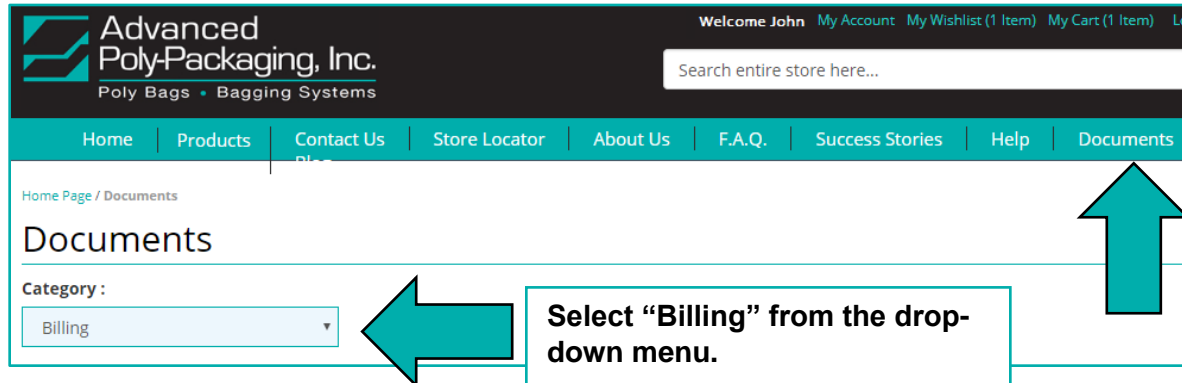 Advanced
Poly-Packaging, Inc.
Poly Bags • Bagging Systems
Welcome John My Account My Wishlist (1 Item) My Cart (1 Item)
Search entire store here...
Home Products Contact Us Store Locator About Us F.A.Q. Success Stories Help Documents
Home Page / Documents
Documents
Category :
Billing
Select “Billing” from the drop-
down menu.